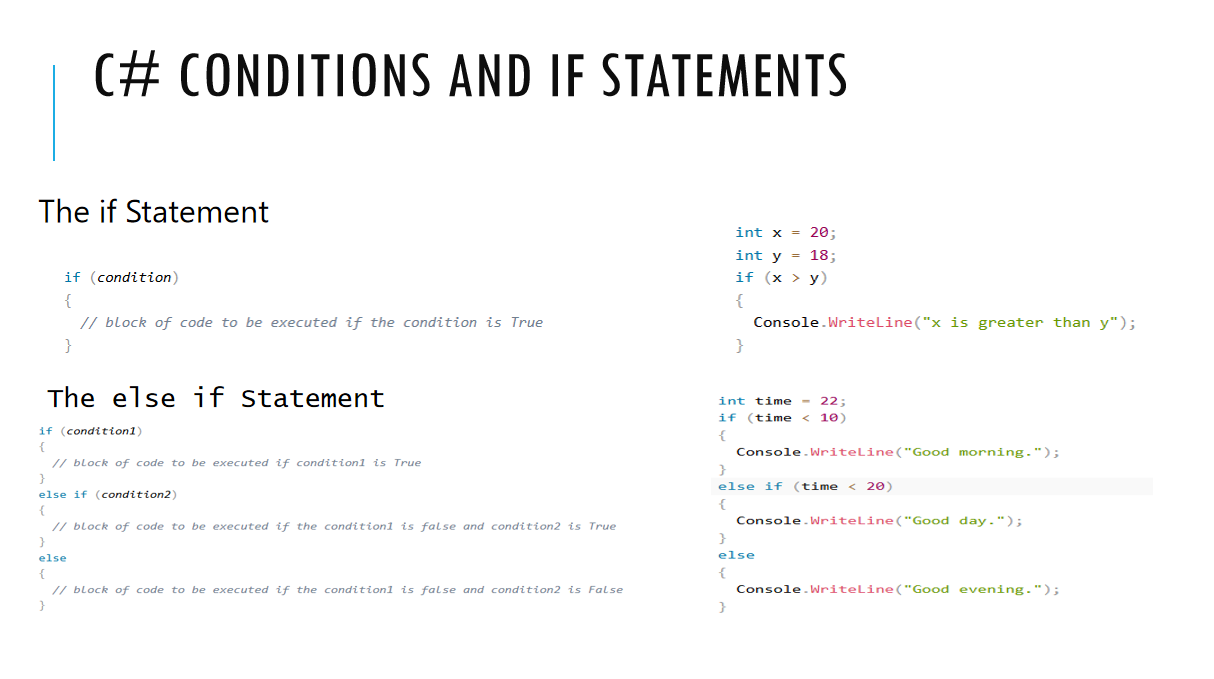 C# CONDITIONS AND IF STATEMENTS
The if Statement
if (condition)
{
  // block of code to be executed if the condition is True
}
int x = 20;
int y = 18;
if (x > y)
{
  Console.WriteLine("x is greater than y");
}
The else if Statement
if (condition1)
{
  // block of code to be executed if condition1 is True
}
else if (condition2)
{
  // block of code to be executed if the condition1 is false and condition2 is True
}
else
{
  // block of code to be executed if the condition1 is false and condition2 is False
}
int time = 22;
if (time < 10)
{
  Console.WriteLine("Good morning.");
}
else if (time < 20)
{
  Console.WriteLine("Good day.");
}
else
{
  Console.WriteLine("Good evening.");
}